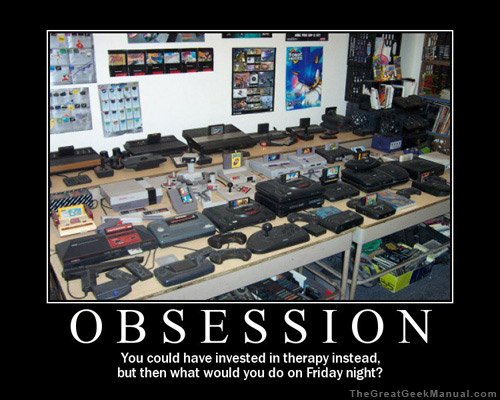 OBSESSION
You could have invested in therapy instead,
but then what would you do on Friday night?
TheGreatGeekManual.com